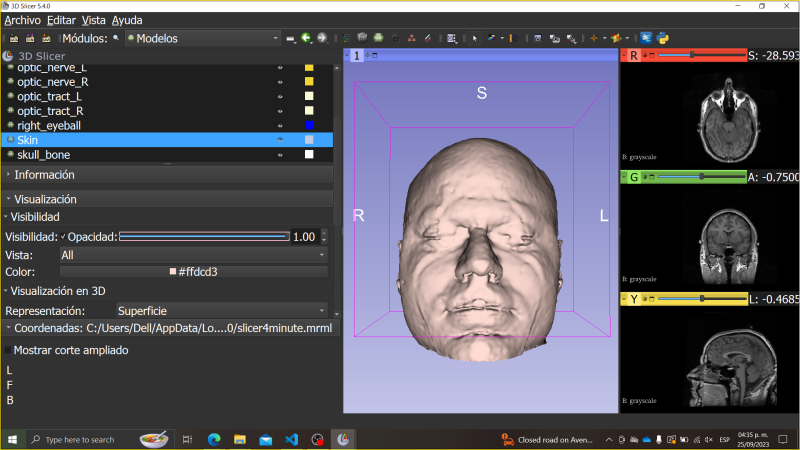 3D Slicer 5.4.0
Archivo Editar Vista Ayuda
Módulos: Modelos
3D Slicer
optic_nerve_L
optic_nerve_R
optic_tract_L
optic_tract_R
right_eyeball
Skin
skull_bone
Información
Visualización
Visibilidad
Visibilidad: Opacidad: 1.00
Vista: All
Color: #ffdcd3
Visualización en 3D
Representación: Superficie
Coordenadas: C:/Users/Dell/AppData/Lo....0/slicer4minute.mrml
Mostrar corte ampliado
L
F
B
1
S
R
L
R S: -28.593
B: grayscale
G A: -0.7500
B: grayscale
Y L: -0.4685
B: grayscale
Type here to search
Closed road on Aven...
ESP
04:35 p. m.
25/09/2023